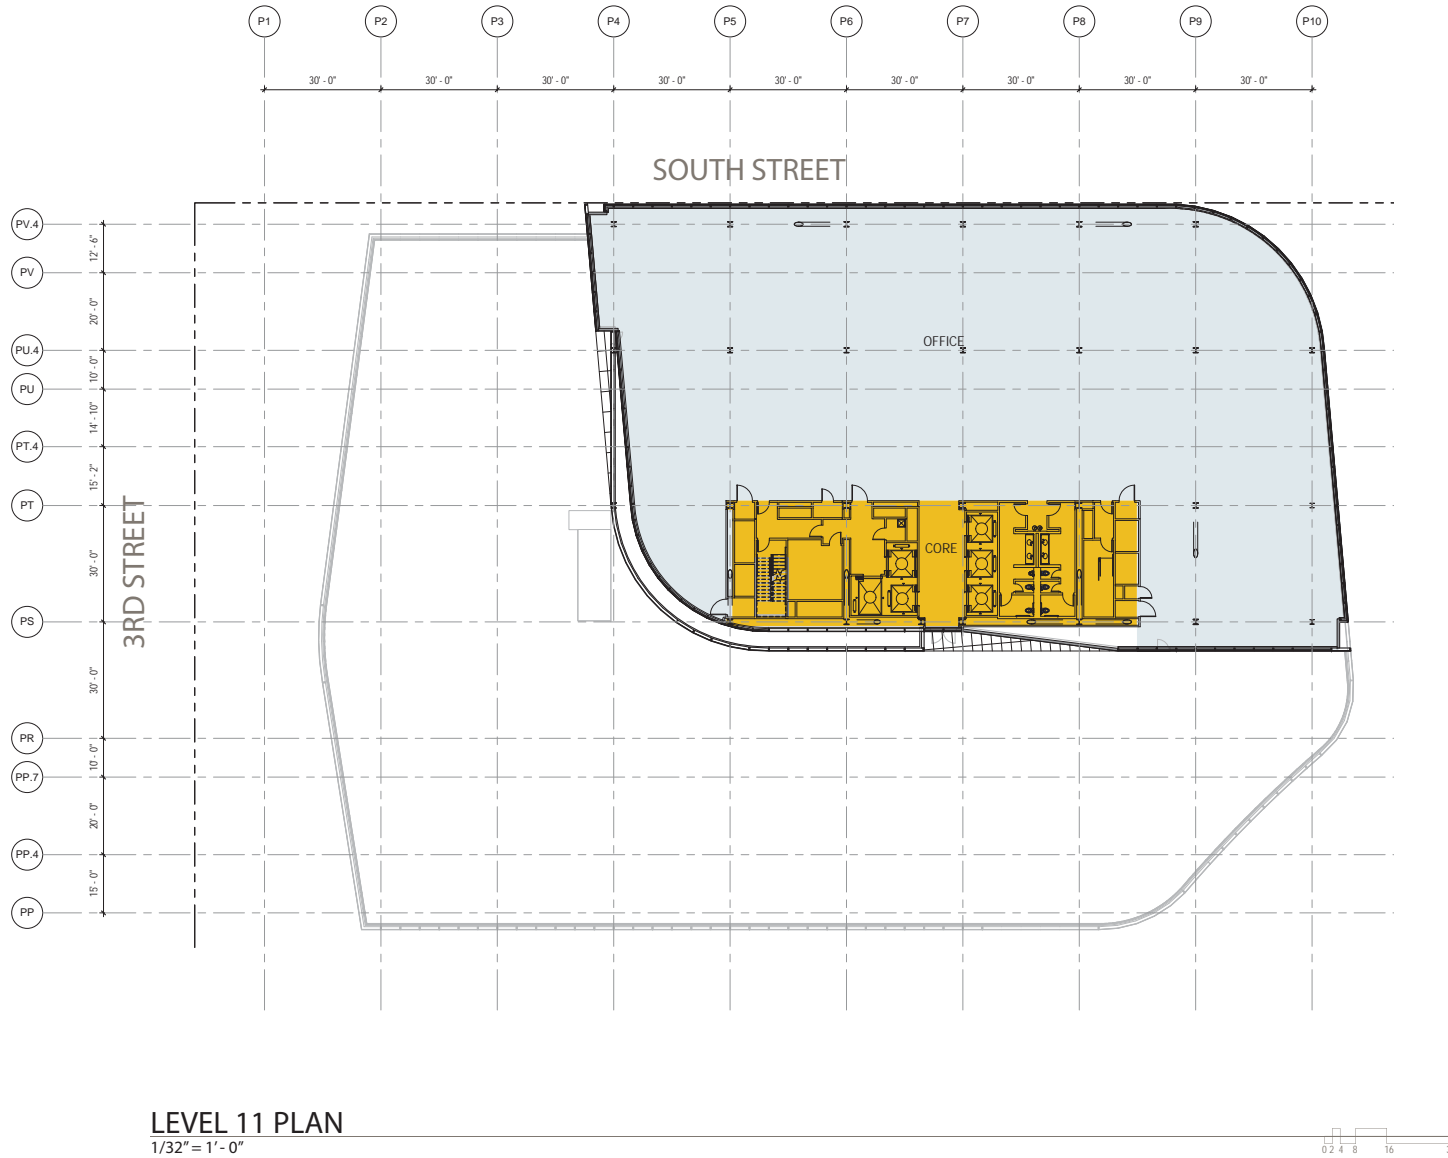 P1 P2 P3 P4 P5 P6 P7 P8 P9 P10
30' - 0" 30' - 0" 30' - 0" 30' - 0" 30' - 0" 30' - 0" 30' - 0" 30' - 0" 30' - 0"
SOUTH STREET
PV.4
12' - 6"
PV
20' - 0"
PU.4
OFFICE
10' - 0"
PU
14' - 10"
PT.4
15' - 2"
PT
3RD STREET
CORE
30' - 0"
PS
30' - 0"
PR
10' - 0"
PP.7
20' - 0"
PP.4
15' - 0"
PP
LEVEL 11 PLAN
1/32" = 1' - 0"
0 2 4 8 16